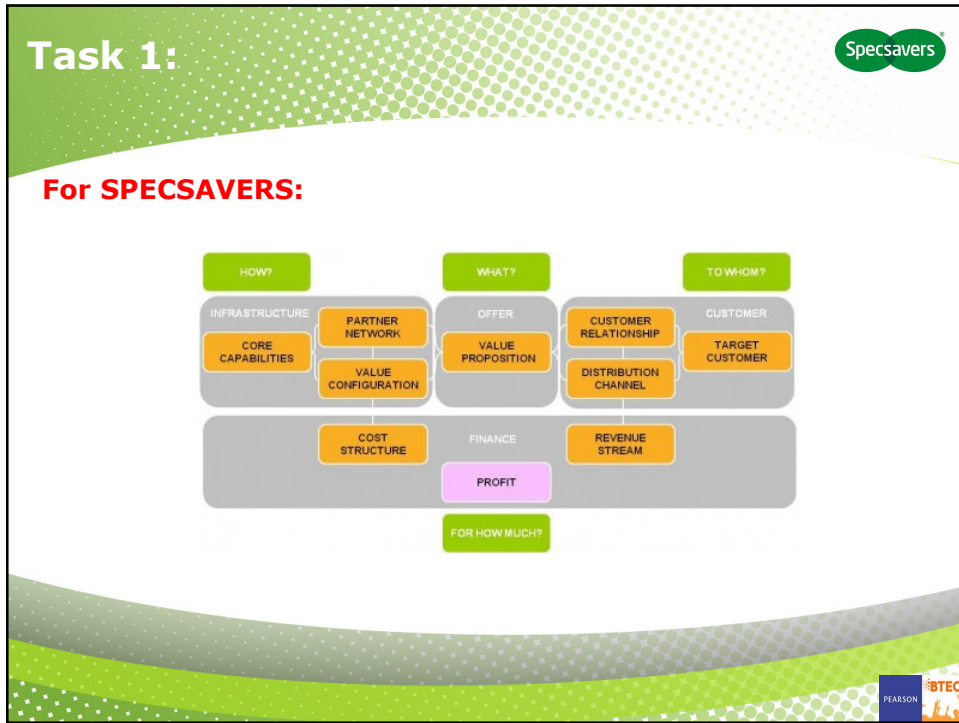 Task 1:
Specsavers
For SPECSAVERS:
HOW?
WHAT?
TO WHOM?
INFRASTRUCTURE
OFFER
CUSTOMER
CORE
CAPABILITIES
PARTNER
NETWORK
VALUE
CONFIGURATION
VALUE
PROPOSITION
CUSTOMER
RELATIONSHIP
DISTRIBUTION
CHANNEL
TARGET
CUSTOMER
COST
STRUCTURE
FINANCE
REVENUE
STREAM
PROFIT
FOR HOW MUCH?
PEARSON
BTEC